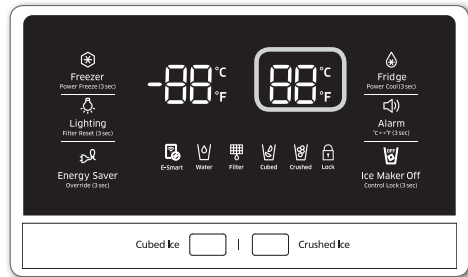 Freezer
Power Freeze (3 sec)
Lighting
Filter Reset (3 sec)
Energy Saver
Override (3 sec)
-88 °C
°F
88 °C
°F
E-Smart Water Filter Cubed Crushed Lock
Fridge
Power Cool (3 sec)
Alarm
°C↔°F (3 sec)
OFF
Ice Maker Off
Control Lock (3 sec)
Cubed Ice | Crushed Ice